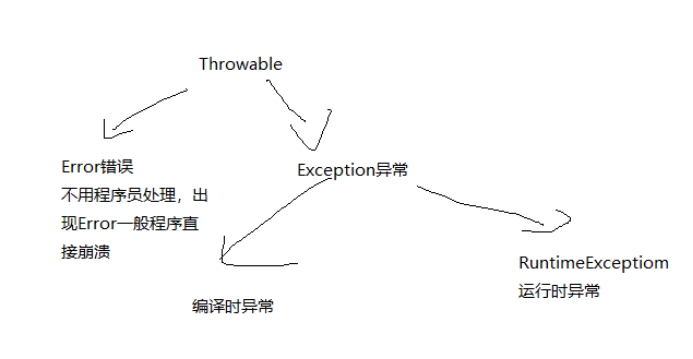 Throwable
Error错误
不用程序员处理，出
现Error一般程序直
接崩溃
Exception异常
编译时异常
RuntimeExceptiom
运行时异常